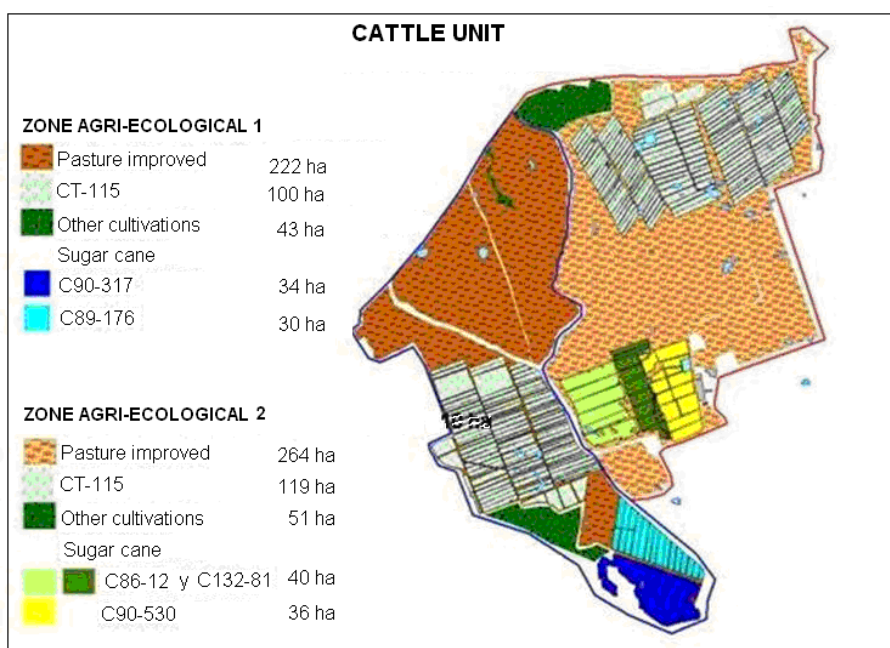 CATTLE UNIT
ZONE AGRI-ECOLOGICAL 1
Pasture improved 222 ha
CT-115 100 ha
Other cultivations 43 ha
Sugar cane
C90-317 34 ha
C89-176 30 ha
ZONE AGRI-ECOLOGICAL 2
Pasture improved 264 ha
CT-115 119 ha
Other cultivations 51 ha
Sugar cane
C86-12 y C132-81 40 ha
C90-530 36 ha